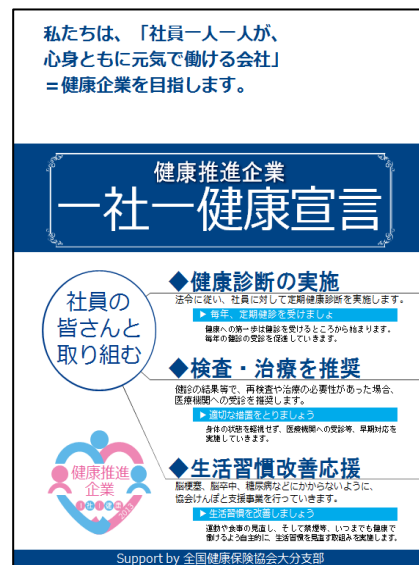 私たちは、「社員一人一人が、
心身ともに元気で働ける会社」
＝健康企業を目指します。
健康推進企業
一社一健康宣言
社員の
皆さんと
取り組む
◆健康診断の実施
法令に従い、社員に対して定期健康診断を実施します。
▶ 毎年、定期健診を受けましょ
健康への第一歩は健診を受けるところから始まります。
毎年の健診の受診を促進していきます。
◆検査・治療を推奨
健診の結果等で、再検査や治療の必要性があった場合、
医療機関への受診を推奨します。
▶適切な措置をとりましょう
身体の状態を軽視せず、医療機関への受診等、早期対応を
実施していきます。
◆生活習慣改善応援
脳梗塞、脳卒中、糖尿病などにかからないように、
協会けんぽと支援事業を行っていきます。
▶生活習慣を改善しましょう
運動や食事の見直し、そして禁煙等、いつまでも健康で
働けるよう自主的に、生活習慣を見直す取組みを実施します。
健康推進
企業
一社一健康
2013
Support by 全国健康保険協会大分支部